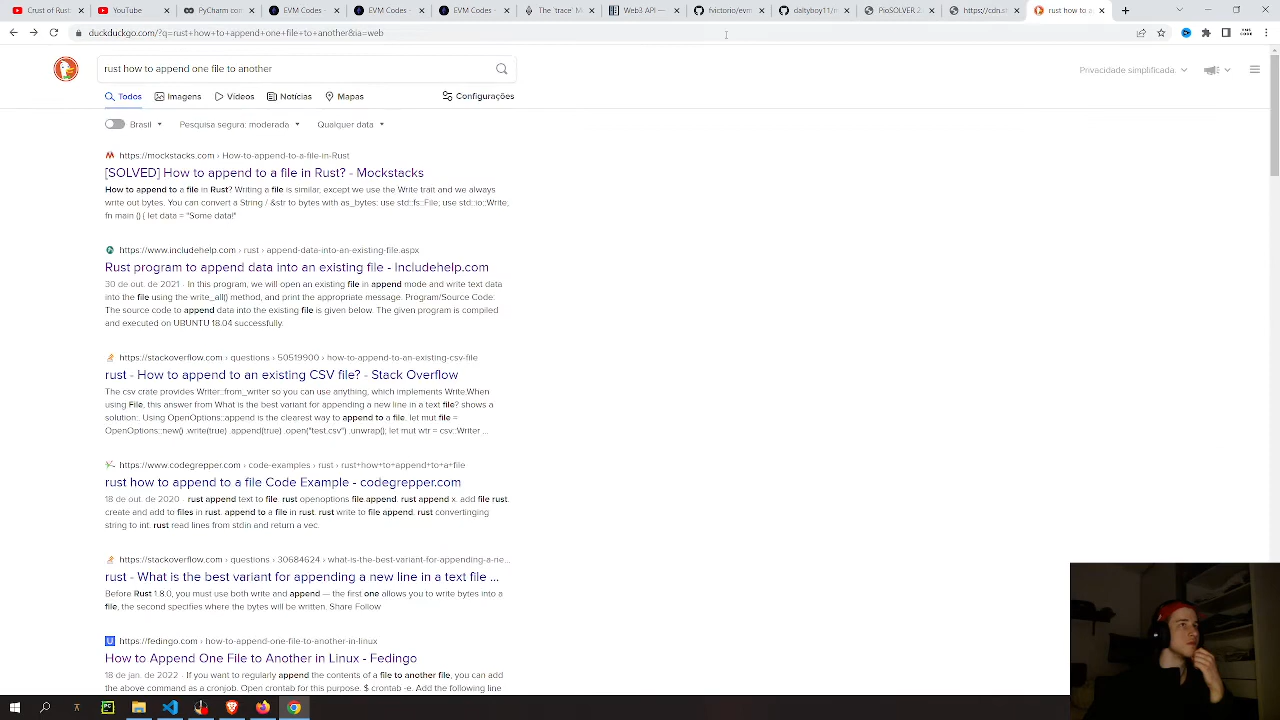 Crust of Rust:
YouTube
PyCharm com
EVM Codes -
EVM Codes -
EVM Codes -
The 'trace' M
Web3 API —
fvictorio/evm
daltyboy11/m
PioSOLVER 2
https://cdn.sh
rust how to a
duckduckgo.com/?q=rust+how+to+append+one+file+to+another&ia=web
rust how to append one file to another
Privacidade simplificada.
Todos
Imagens
Vídeos
Notícias
Mapas
Configurações
Brasil
Pesquisa segura: moderada
Qualquer data
https://mockstacks.com › How-to-append-to-a-file-in-Rust
[SOLVED] How to append to a file in Rust? - Mockstacks
How to append to a file in Rust? Writing a file is similar, except we use the Write trait and we always
write out bytes. You can convert a String / &str to bytes with as_bytes: use std::fs::File; use std::io::Write;
fn main () { let data = "Some data!"
https://www.includehelp.com › rust › append-data-into-an-existing-file.aspx
Rust program to append data into an existing file - Includehelp.com
30 de out. de 2021 · In this program, we will open an existing file in append mode and write text data
into the file using the write_all() method, and print the appropriate message. Program/Source Code:
The source code to append data into the existing file is given below. The given program is compiled
and executed on UBUNTU 18.04 successfully.
https://stackoverflow.com › questions › 50519900 › how-to-append-to-an-existing-csv-file
rust - How to append to an existing CSV file? - Stack Overflow
The csv crate provides Writer::from_writer so you can use anything, which implements Write.When
using File, this answer from What is the best variant for appending a new line in a text file? shows a
solution:. Using OpenOptions::append is the clearest way to append to a file. let mut file =
OpenOptions::new() .write(true) .append(true) .open("test.csv") .unwrap(); let mut wtr = csv::Writer ...
https://www.codegrepper.com › code-examples › rust › rust+how+to+append+to+a+file
rust how to append to a file Code Example - codegrepper.com
18 de out. de 2020 · rust append text to file. rust openoptions file append. rust append x. add file rust.
create and add to files in rust. append to a file in rust. rust write to file append. rust convertinging
string to int. rust read lines from stdin and return a vec.
https://stackoverflow.com › questions › 30684624 › what-is-the-best-variant-for-appending-a-ne...
rust - What is the best variant for appending a new line in a text file ...
Before Rust 1.8.0, you must use both write and append — the first one allows you to write bytes into a
file, the second specifies where the bytes will be written. Share Follow
https://fedingo.com › how-to-append-one-file-to-another-in-linux
How to Append One File to Another in Linux - Fedingo
18 de jan. de 2022 · If you want to regularly append the contents of a file to another file, you can add
the above command as a cronjob. Open crontab for this purpose. $ crontab -e. Add the following line